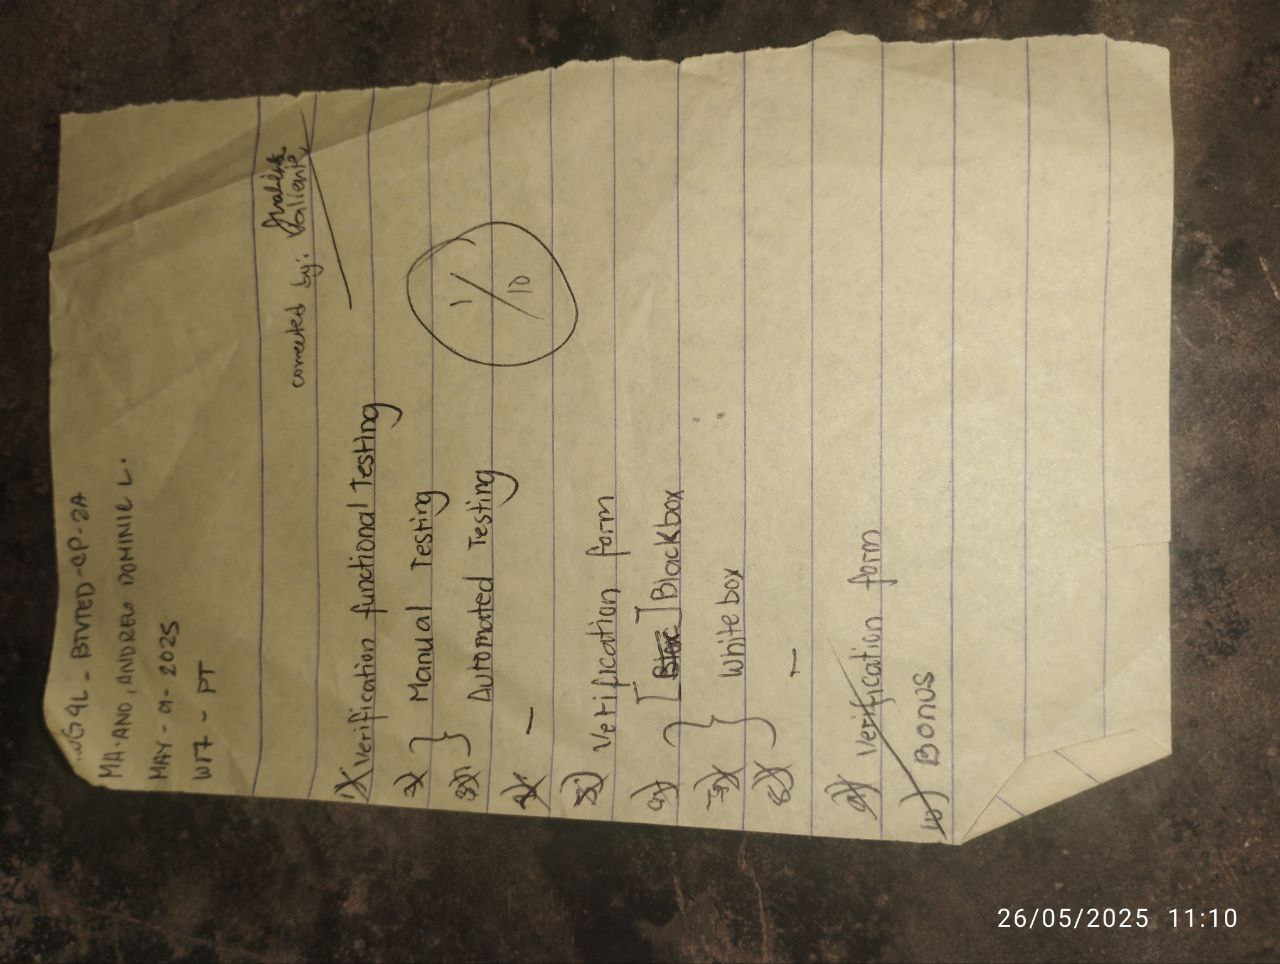 WG9L - BTVTED-CP-2A
MA-ANO, ANDREW DOMINIC L.
MAY - 9 - 2025
W17 - PT
corrected by: Valiente
1) Verification functional Testing
2) Manual Testing
3) Automated Testing
4) -
5) Verification form
1/10
6) [Blac] Blackbox
7) White box
8) -
9) Verification form
10) Bonus
26/05/2025 11:10